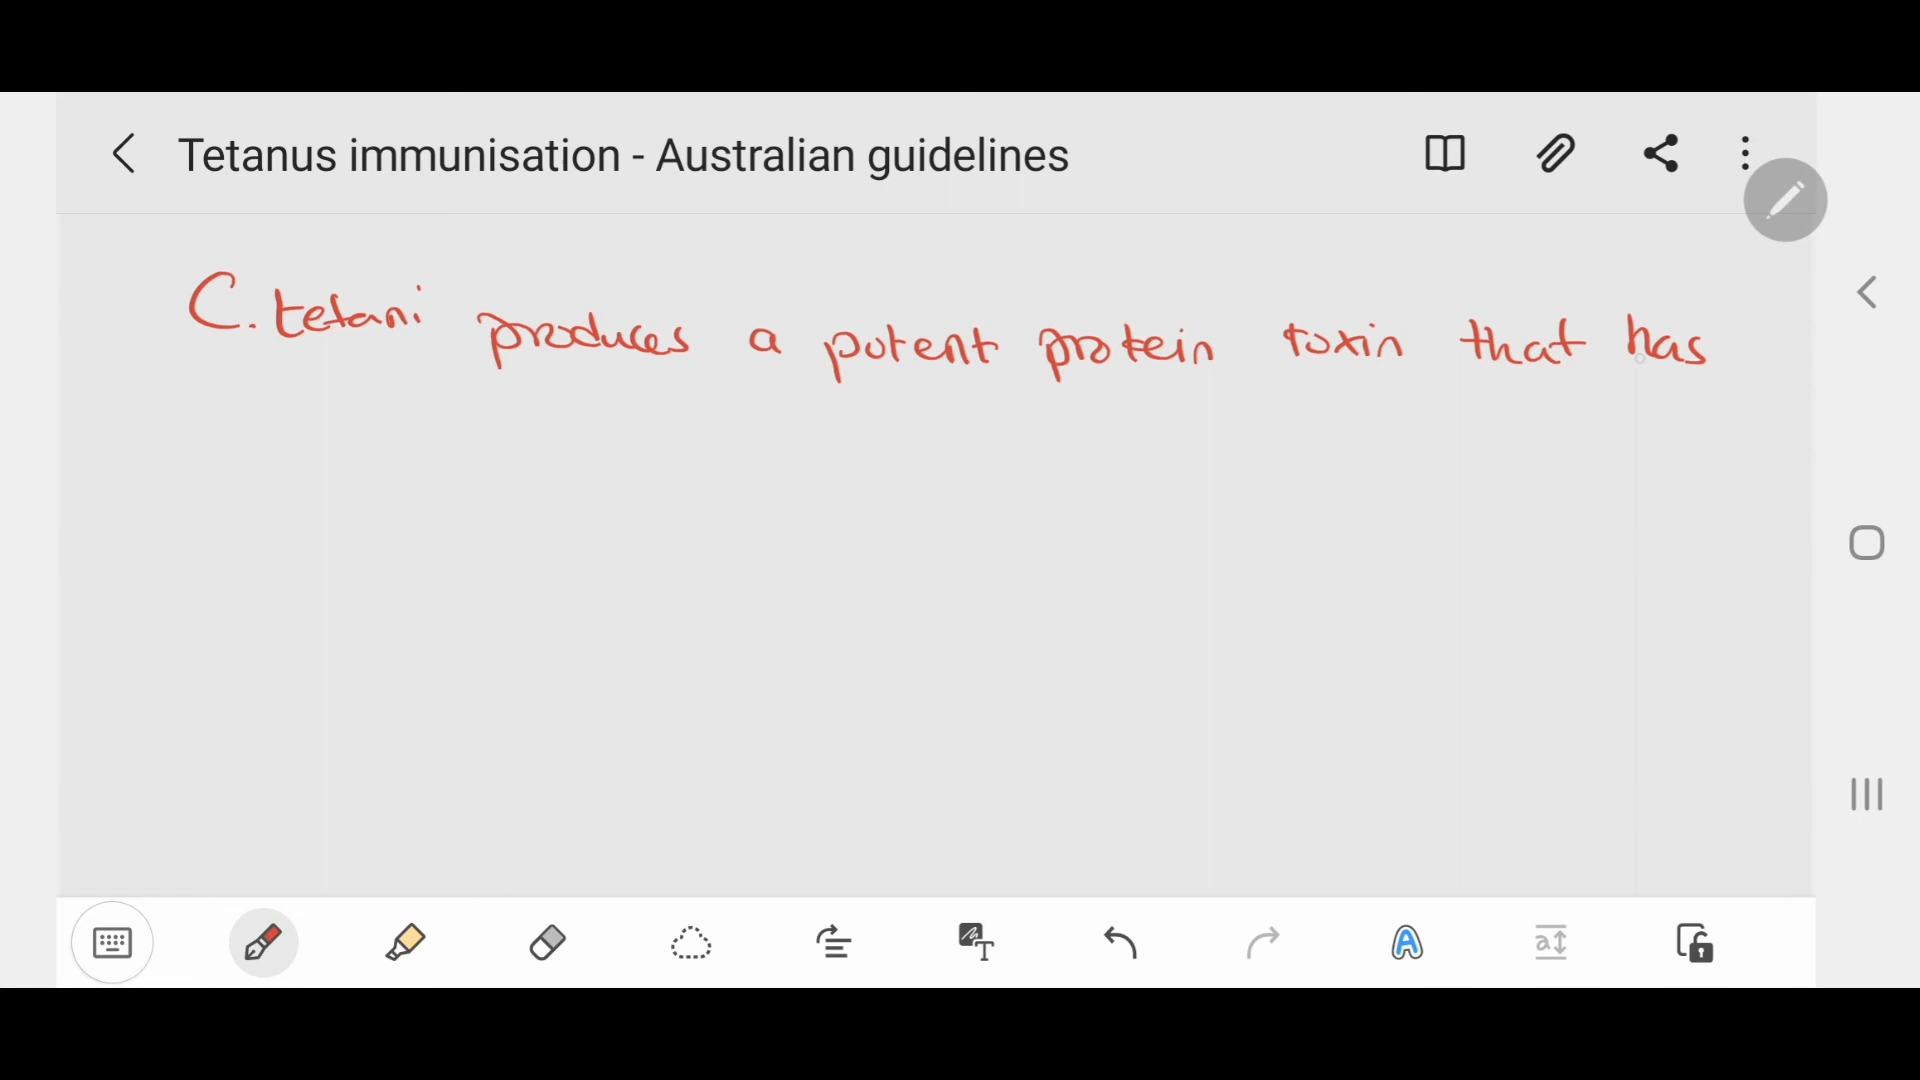 Tetanus immunisation - Australian guidelines
C. tetani produces a potent protein toxin that has